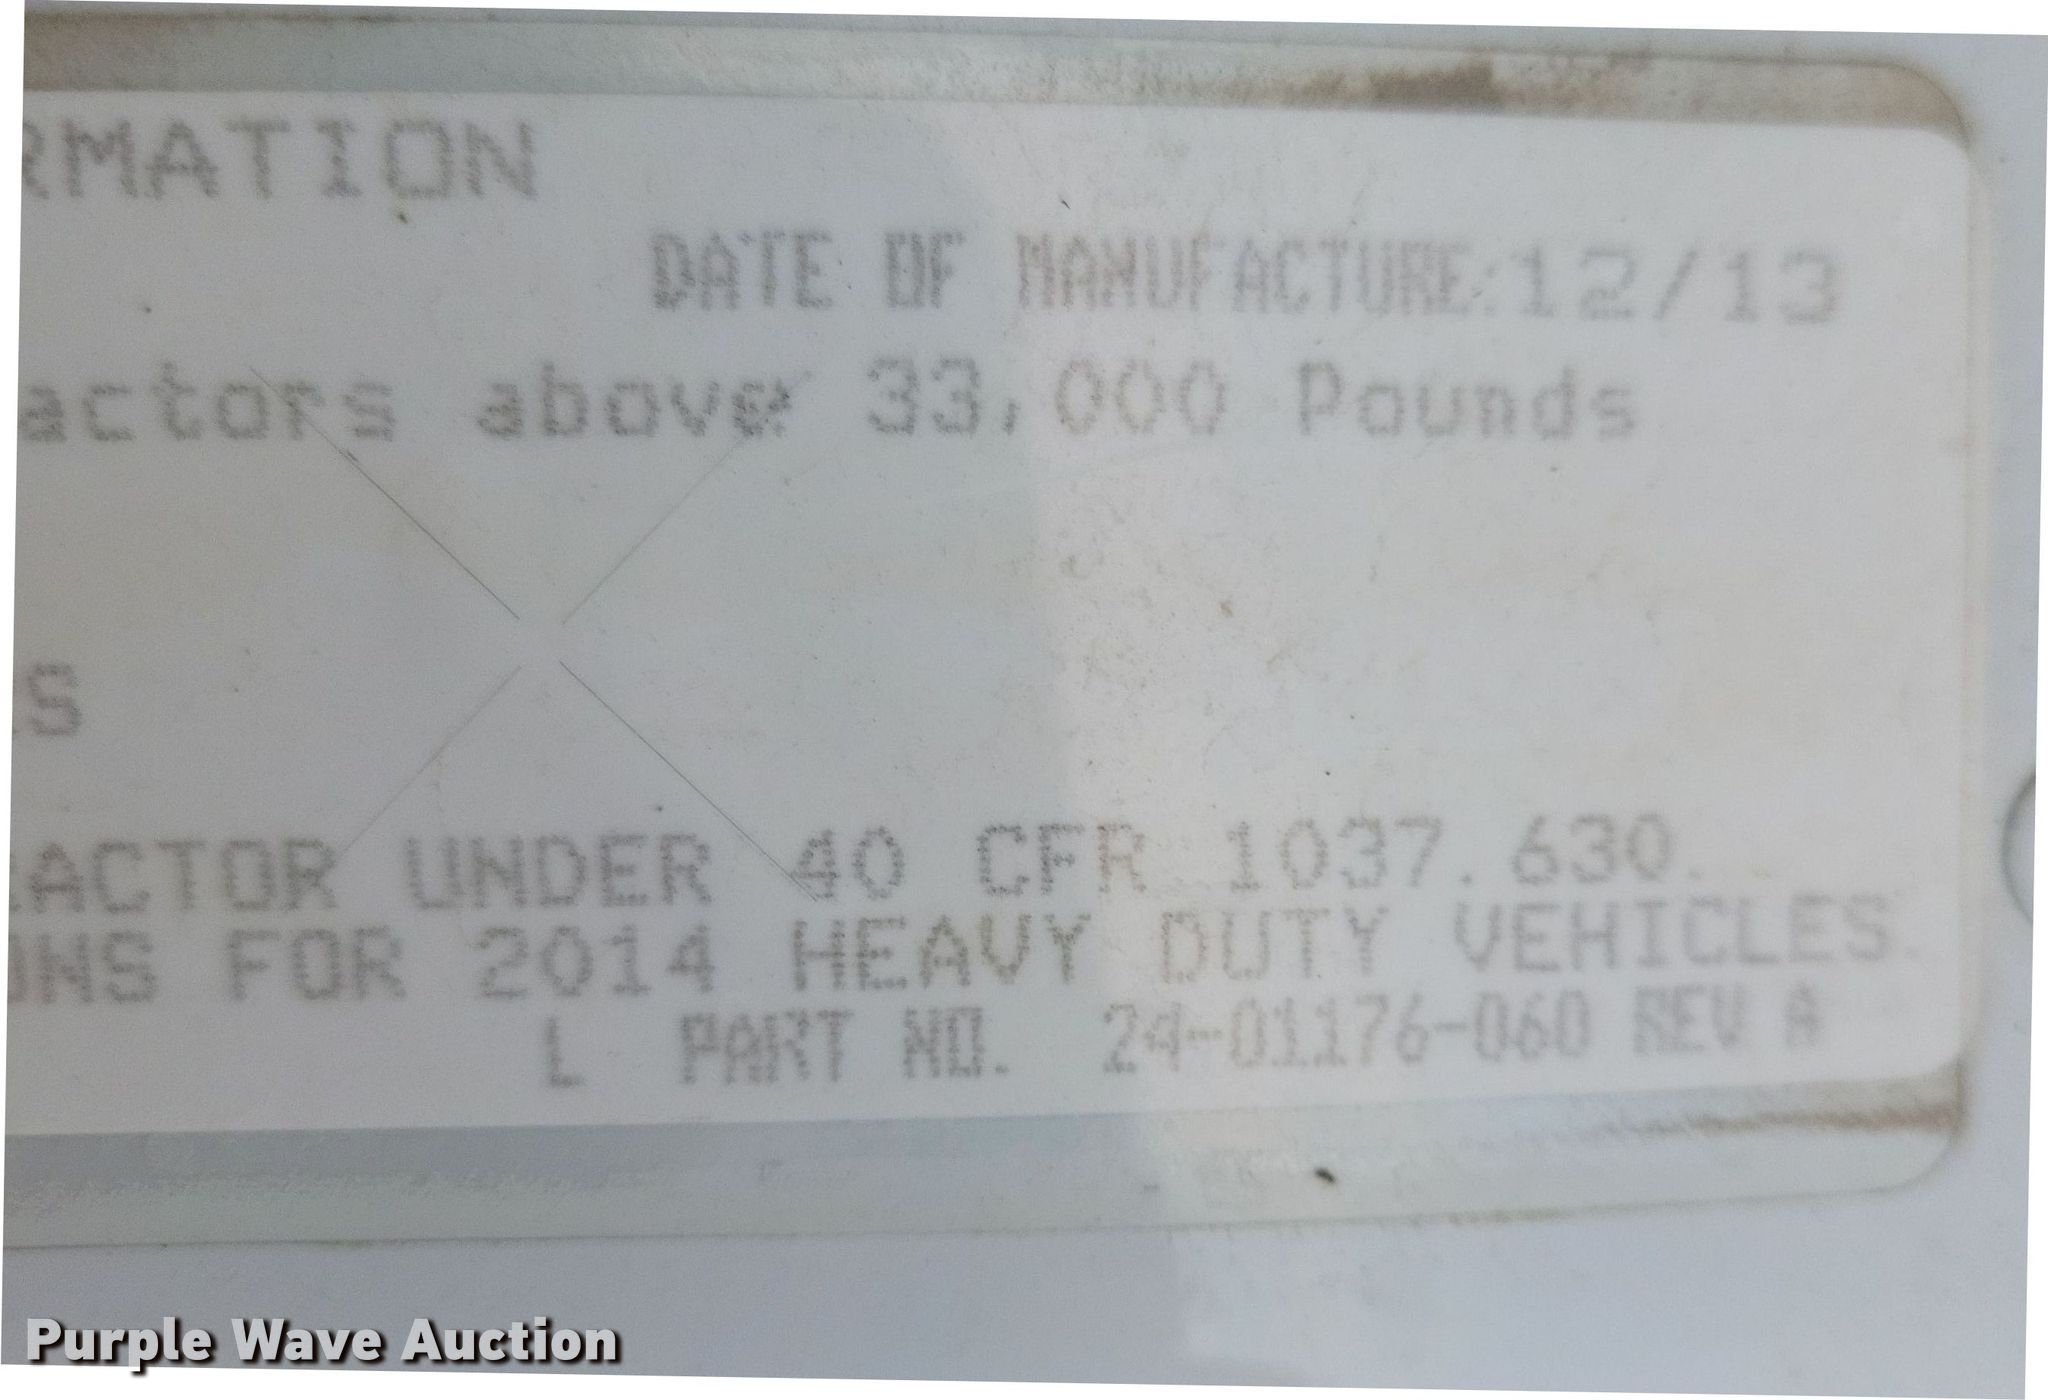 RMATION
DATE OF MANUFACTURE:12/13
actors above 33,000 Pounds
S
ACTOR UNDER 40 CFR 1037.630.
ONS FOR 2014 HEAVY DUTY VEHICLES
L PART NO. 24-01176-060 REV A
Purple Wave Auction